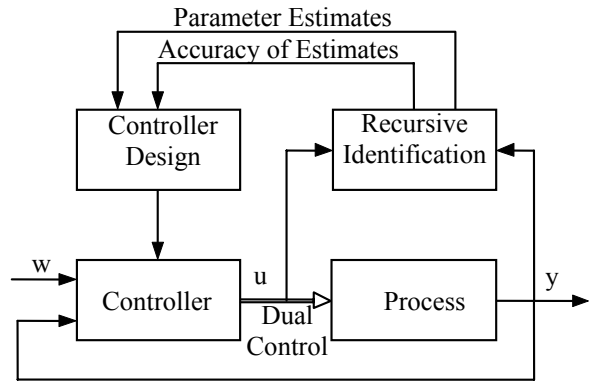 Parameter Estimates
Accuracy of Estimates
Controller
Design
Recursive
Identification
w
Controller
u
Dual
Control
Process
y